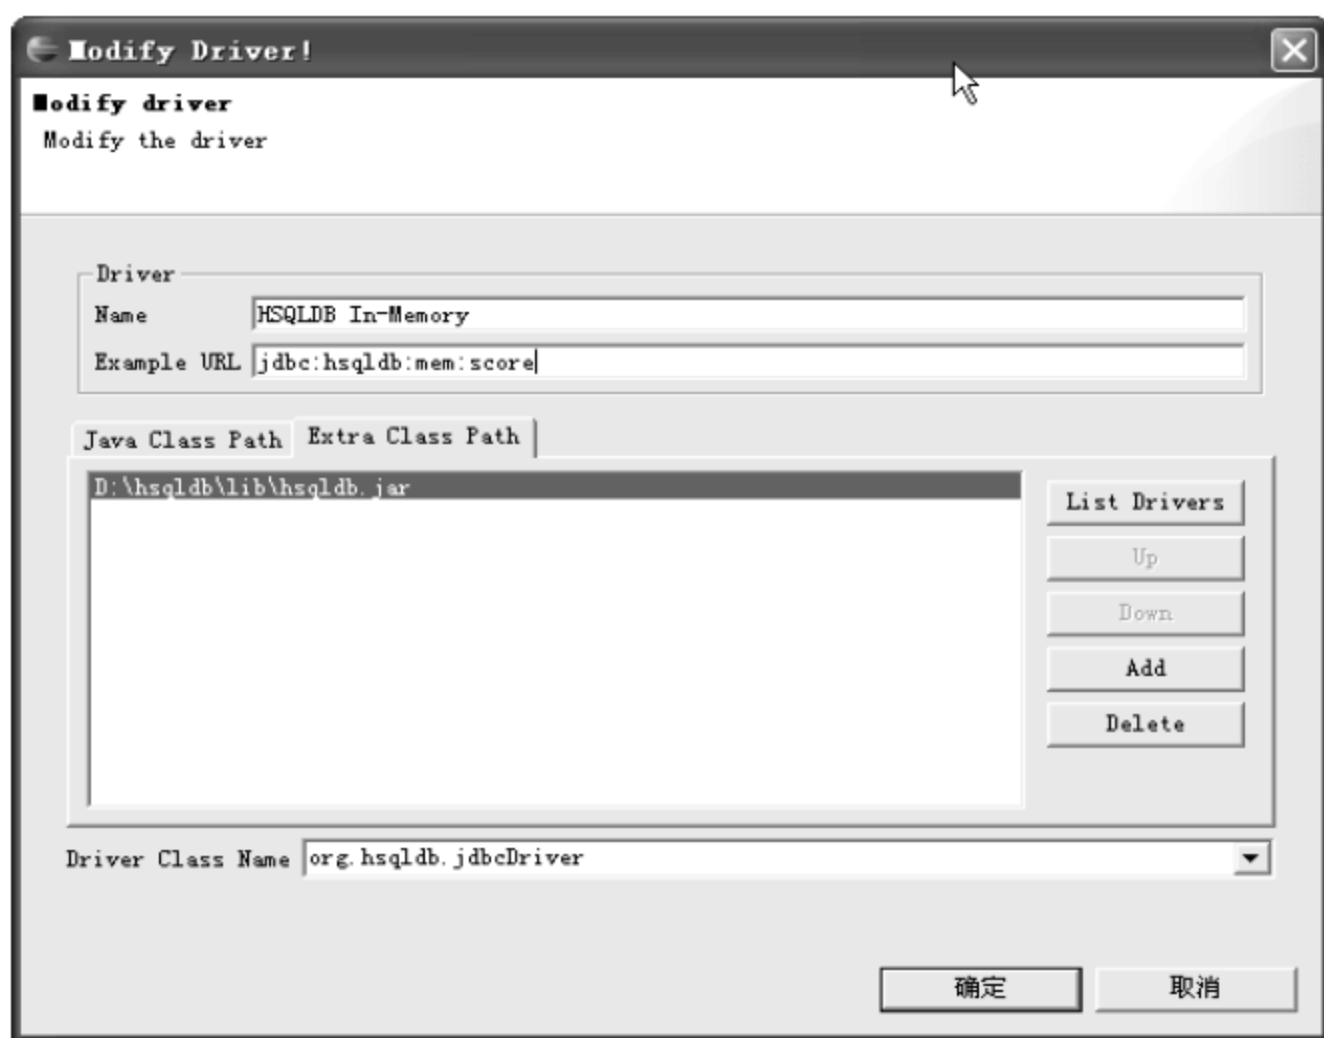 Modify Driver!
Modify driver
Modify the driver
Driver
Name HSQLDB In-Memory
Example URL jdbc:hsqldb:mem:score
Java Class Path Extra Class Path
D:\hsqldb\lib\hsqldb.jar
List Drivers
Up
Down
Add
Delete
Driver Class Name org.hsqldb.jdbcDriver
确定 取消